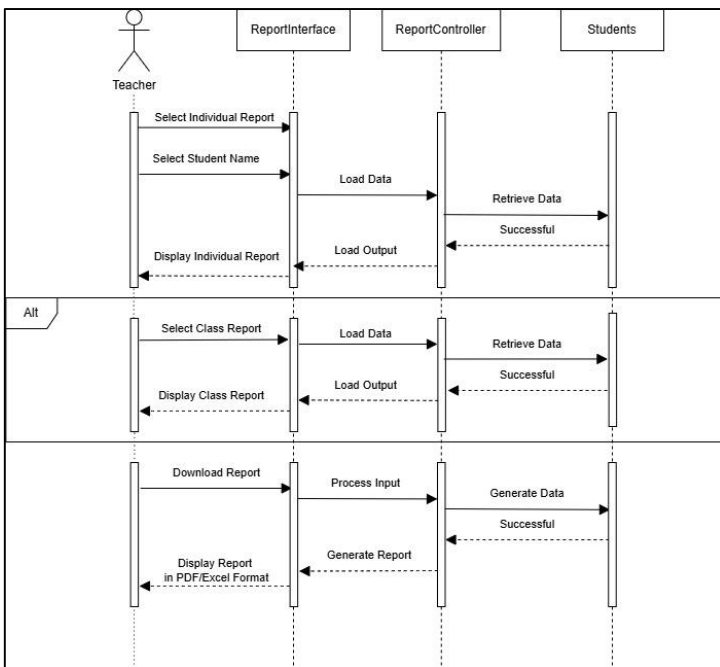 ReportInterface
ReportController
Students
Teacher
Select Individual Report
Select Student Name
Load Data
Retrieve Data
Successful
Load Output
Display Individual Report
Alt
Select Class Report
Load Data
Retrieve Data
Successful
Load Output
Display Class Report
Download Report
Process Input
Generate Data
Successful
Generate Report
Display Report
in PDF/Excel Format